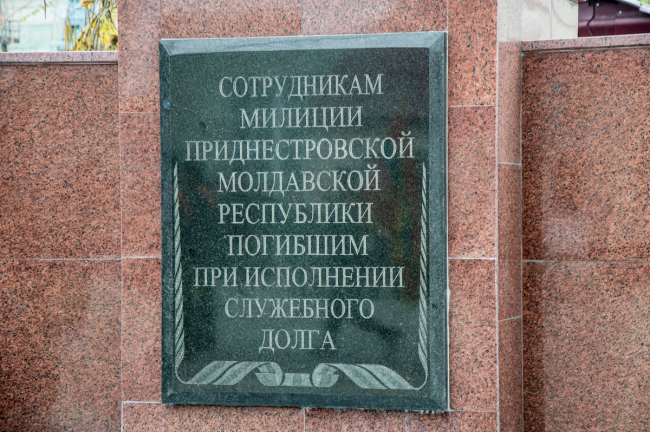 СОТРУДНИКАМ
МИЛИЦИИ
ПРИДНЕСТРОВСКОЙ
МОЛДАВСКОЙ
РЕСПУБЛИКИ
ПОГИБШИМ
ПРИ ИСПОЛНЕНИИ
СЛУЖЕБНОГО
ДОЛГА